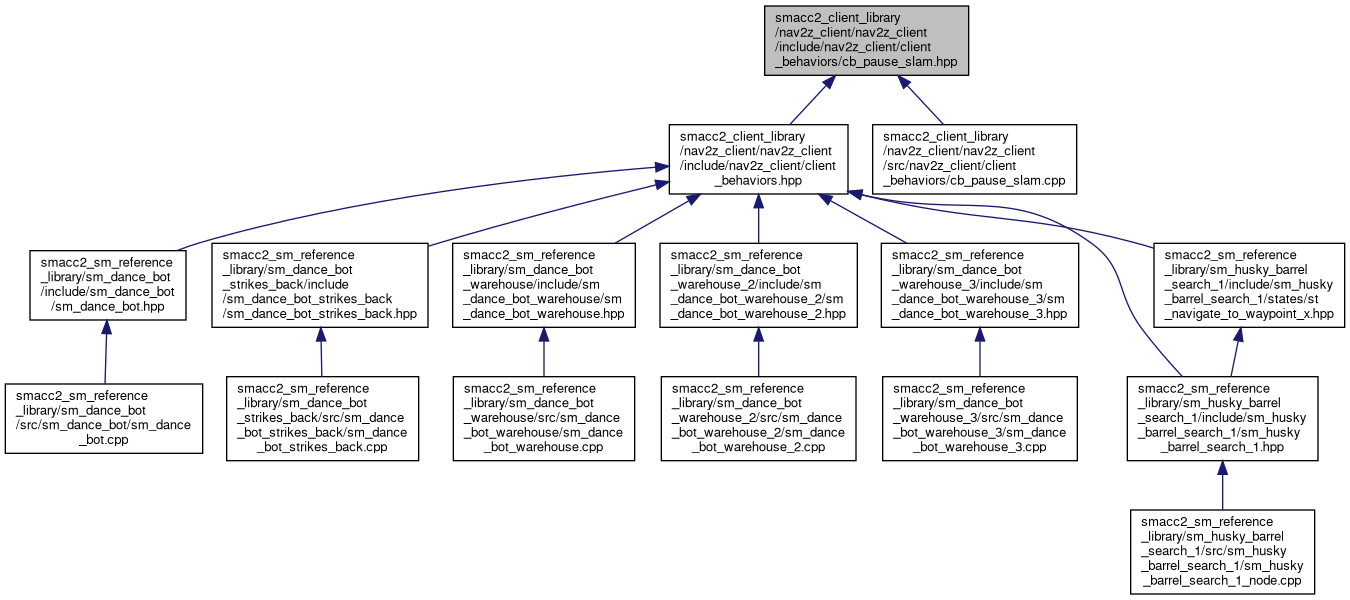 smacc2_client_library
/nav2z_client/nav2z_client
/include/nav2z_client/client
_behaviors/cb_pause_slam.hpp
smacc2_client_library
/nav2z_client/nav2z_client
/include/nav2z_client/client
_behaviors.hpp
smacc2_client_library
/nav2z_client/nav2z_client
/src/nav2z_client/client
_behaviors/cb_pause_slam.cpp
smacc2_sm_reference
_library/sm_dance_bot
/include/sm_dance_bot
/sm_dance_bot.hpp
smacc2_sm_reference
_library/sm_dance_bot
_strikes_back/include
/sm_dance_bot_strikes_back
/sm_dance_bot_strikes_back.hpp
smacc2_sm_reference
_library/sm_dance_bot
_warehouse/include/sm
_dance_bot_warehouse/sm
_dance_bot_warehouse.hpp
smacc2_sm_reference
_library/sm_dance_bot
_warehouse_2/include/sm
_dance_bot_warehouse_2/sm
_dance_bot_warehouse_2.hpp
smacc2_sm_reference
_library/sm_dance_bot
_warehouse_3/include/sm
_dance_bot_warehouse_3/sm
_dance_bot_warehouse_3.hpp
smacc2_sm_reference
_library/sm_husky_barrel
_search_1/include/sm_husky
_barrel_search_1/states/st
_navigate_to_waypoint_x.hpp
smacc2_sm_reference
_library/sm_dance_bot
/src/sm_dance_bot/sm_dance
_bot.cpp
smacc2_sm_reference
_library/sm_dance_bot
_strikes_back/src/sm_dance
_bot_strikes_back/sm_dance
_bot_strikes_back.cpp
smacc2_sm_reference
_library/sm_dance_bot
_warehouse/src/sm_dance
_bot_warehouse/sm_dance
_bot_warehouse.cpp
smacc2_sm_reference
_library/sm_dance_bot
_warehouse_2/src/sm_dance
_bot_warehouse_2/sm_dance
_bot_warehouse_2.cpp
smacc2_sm_reference
_library/sm_dance_bot
_warehouse_3/src/sm_dance
_bot_warehouse_3/sm_dance
_bot_warehouse_3.cpp
smacc2_sm_reference
_library/sm_husky_barrel
_search_1/include/sm_husky
_barrel_search_1/sm_husky
_barrel_search_1.hpp
smacc2_sm_reference
_library/sm_husky_barrel
_search_1/src/sm_husky
_barrel_search_1/sm_husky
_barrel_search_1_node.cpp